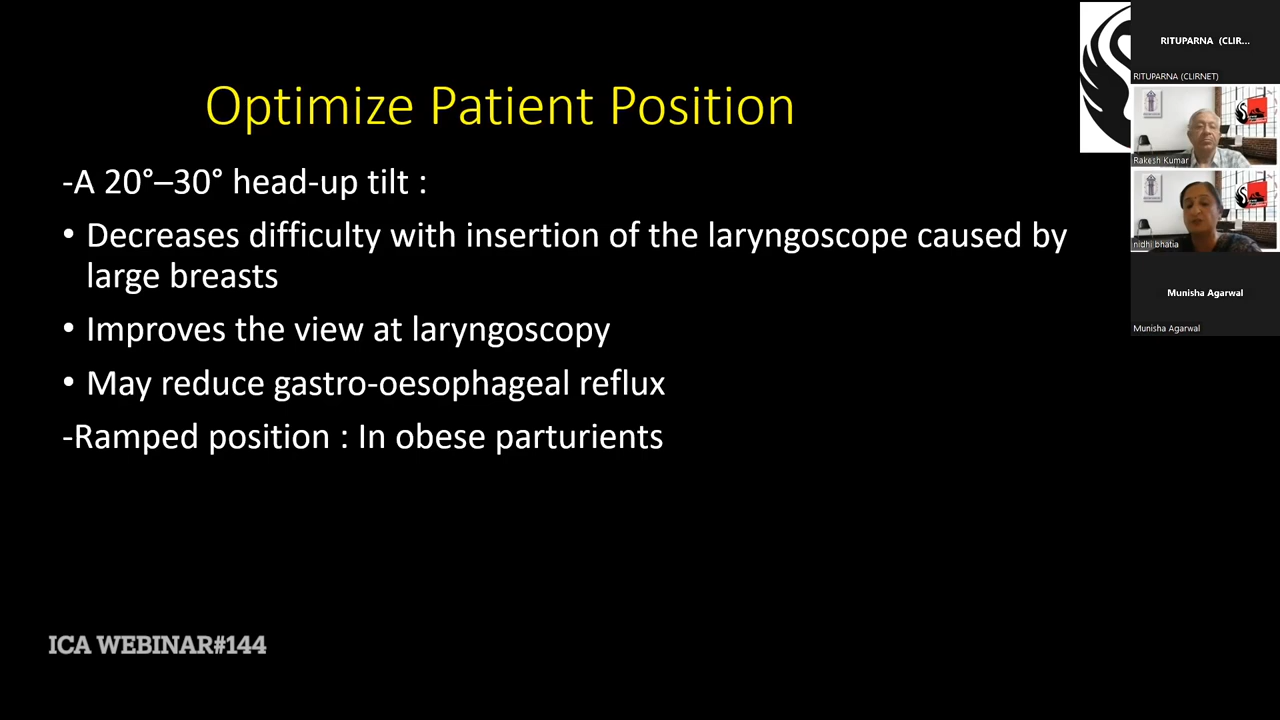 Optimize Patient Position
-A 20°–30° head-up tilt :
• Decreases difficulty with insertion of the laryngoscope caused by
large breasts
• Improves the view at laryngoscopy
• May reduce gastro-oesophageal reflux
-Ramped position : In obese parturients
ICA WEBINAR#144
RITUPARNA (CLIR...
RITUPARNA (CLIRNET)
Rakesh Kumar
nidhi bhatia
Munisha Agarwal
Munisha Agarwal